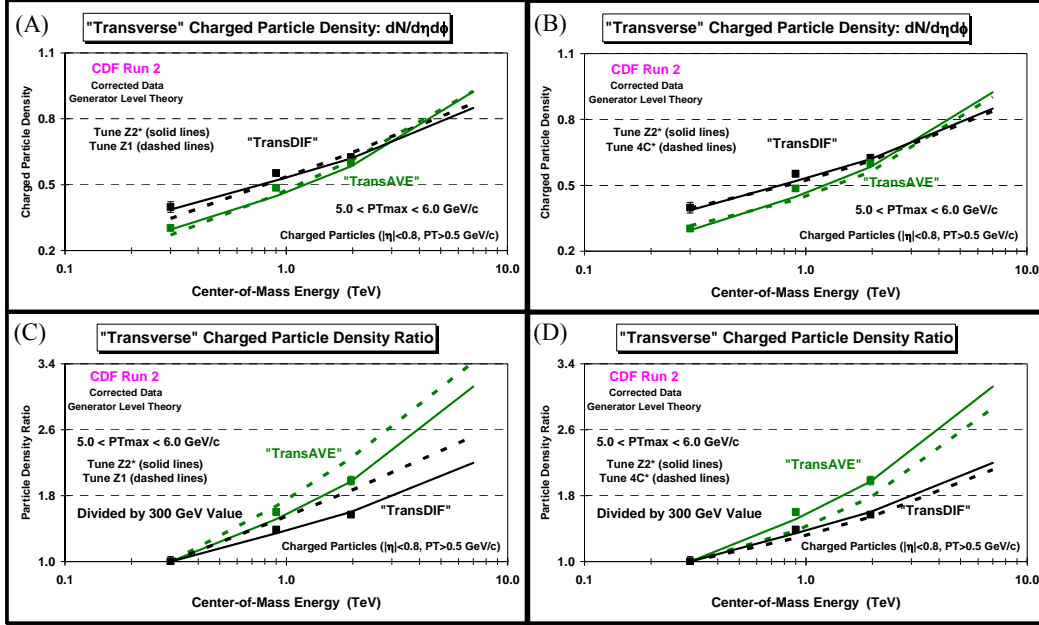 (A)
"Transverse" Charged Particle Density: dN/dηdϕ
1.1
0.8
0.5
0.2
Charged Particle Density
CDF Run 2
Corrected Data
Generator Level Theory
Tune Z2* (solid lines)
Tune Z1 (dashed lines)
"TransDIF"
"TransAVE"
5.0 < PTmax < 6.0 GeV/c
Charged Particles (|η|<0.8, PT>0.5 GeV/c)
0.1 1.0 10.0
Center-of-Mass Energy (TeV)
(B)
"Transverse" Charged Particle Density: dN/dηdϕ
1.1
0.8
0.5
0.2
Charged Particle Density
CDF Run 2
Corrected Data
Generator Level Theory
Tune Z2* (solid lines)
Tune 4C* (dashed lines)
"TransDIF"
"TransAVE"
5.0 < PTmax < 6.0 GeV/c
Charged Particles (|η|<0.8, PT>0.5 GeV/c)
0.1 1.0 10.0
Center-of-Mass Energy (TeV)
(C)
"Transverse" Charged Particle Density Ratio
3.4
2.6
1.8
1.0
Particle Density Ratio
CDF Run 2
Corrected Data
Generator Level Theory
5.0 < PTmax < 6.0 GeV/c
"TransAVE"
Tune Z2* (solid lines)
Tune Z1 (dashed lines)
Divided by 300 GeV Value
"TransDIF"
Charged Particles (|η|<0.8, PT>0.5 GeV/c)
0.1 1.0 10.0
Center-of-Mass Energy (TeV)
(D)
"Transverse" Charged Particle Density Ratio
3.4
2.6
1.8
1.0
Particle Density Ratio
CDF Run 2
Corrected Data
Generator Level Theory
5.0 < PTmax < 6.0 GeV/c
"TransAVE"
Tune Z2* (solid lines)
Tune 4C* (dashed lines)
Divided by 300 GeV Value
"TransDIF"
Charged Particles (|η|<0.8, PT>0.5 GeV/c)
0.1 1.0 10.0
Center-of-Mass Energy (TeV)